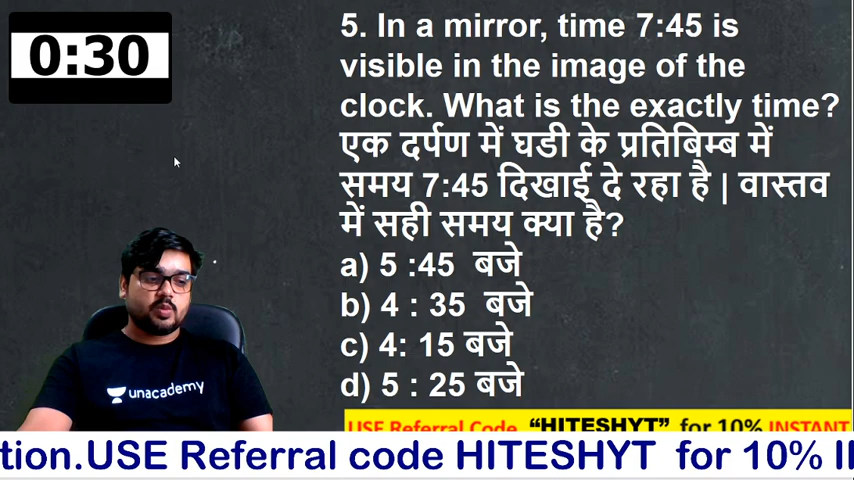 0:30
5. In a mirror, time 7:45 is
visible in the image of the
clock. What is the exactly time?
एक दर्पण में घडी के प्रतिबिम्ब में
समय 7:45 दिखाई दे रहा है | वास्तव
में सही समय क्या है?
a) 5 :45 बजे
b) 4 : 35 बजे
c) 4: 15 बजे
d) 5 : 25 बजे
unacademy
USE Referral Code "HITESHYT" for 10% INSTANT
tion.USE Referral code HITESHYT for 10%